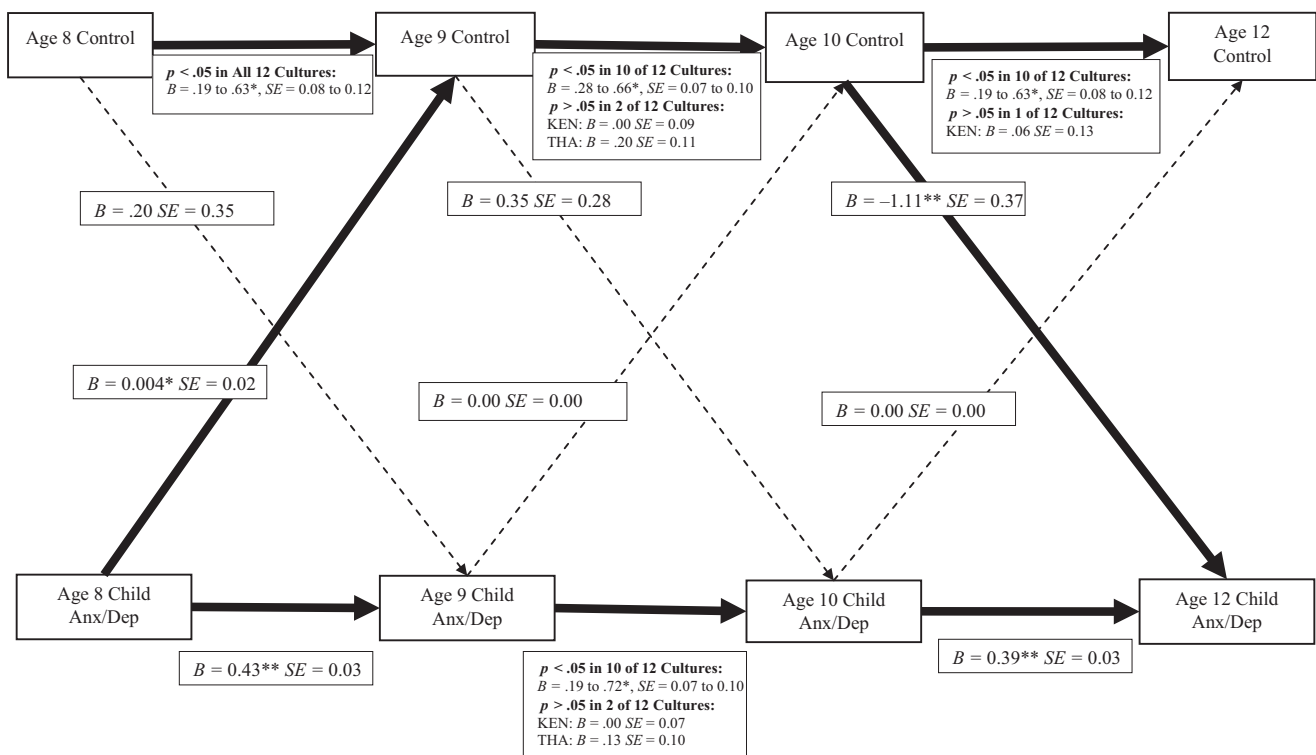 Age 8 Control
Age 9 Control
Age 10 Control
Age 12
Control
p < .05 in All 12 Cultures:
B = .19 to .63*, SE = 0.08 to 0.12
p < .05 in 10 of 12 Cultures:
B = .28 to .66*, SE = 0.07 to 0.10
p > .05 in 2 of 12 Cultures:
KEN: B = .00 SE = 0.09
THA: B = .20 SE = 0.11
p < .05 in 10 of 12 Cultures:
B = .19 to .63*, SE = 0.08 to 0.12
p > .05 in 1 of 12 Cultures:
KEN: B = .06 SE = 0.13
B = .20 SE = 0.35
B = 0.35 SE = 0.28
B = –1.11** SE = 0.37
B = 0.004* SE = 0.02
B = 0.00 SE = 0.00
B = 0.00 SE = 0.00
Age 8 Child
Anx/Dep
Age 9 Child
Anx/Dep
Age 10 Child
Anx/Dep
Age 12 Child
Anx/Dep
B = 0.43** SE = 0.03
p < .05 in 10 of 12 Cultures:
B = .19 to .72*, SE = 0.07 to 0.10
p > .05 in 2 of 12 Cultures:
KEN: B = .00 SE = 0.07
THA: B = .13 SE = 0.10
B = 0.39** SE = 0.03